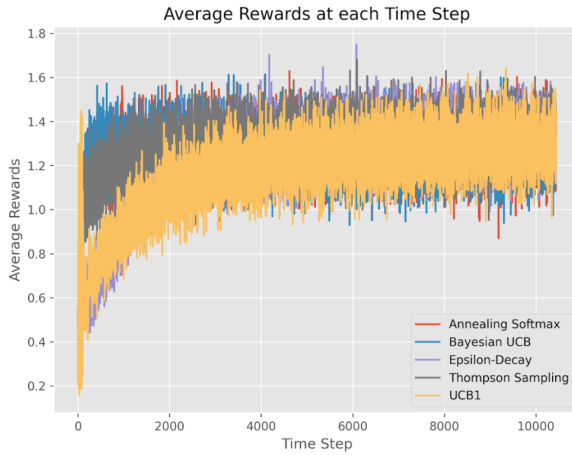 Average Rewards at each Time Step
Average Rewards
1.8
1.6
1.4
1.2
1.0
0.8
0.6
0.4
0.2
Annealing Softmax
Bayesian UCB
Epsilon-Decay
Thompson Sampling
UCB1
0
2000
4000
6000
8000
10000
Time Step